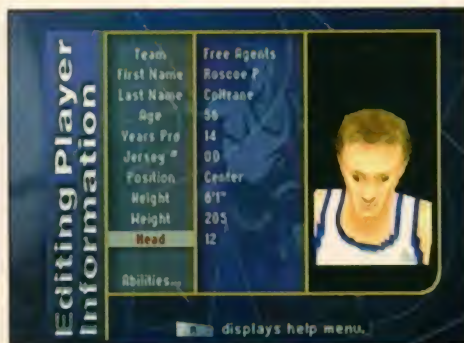 Editing Player
Information
Team Free Agents
First Name Roscoe P
Last Name Coltrane
Age 56
Years Pro 14
Jersey # 00
Position Center
Height 6'1"
Weight 205
Head 12
Abilities...
displays help menu.